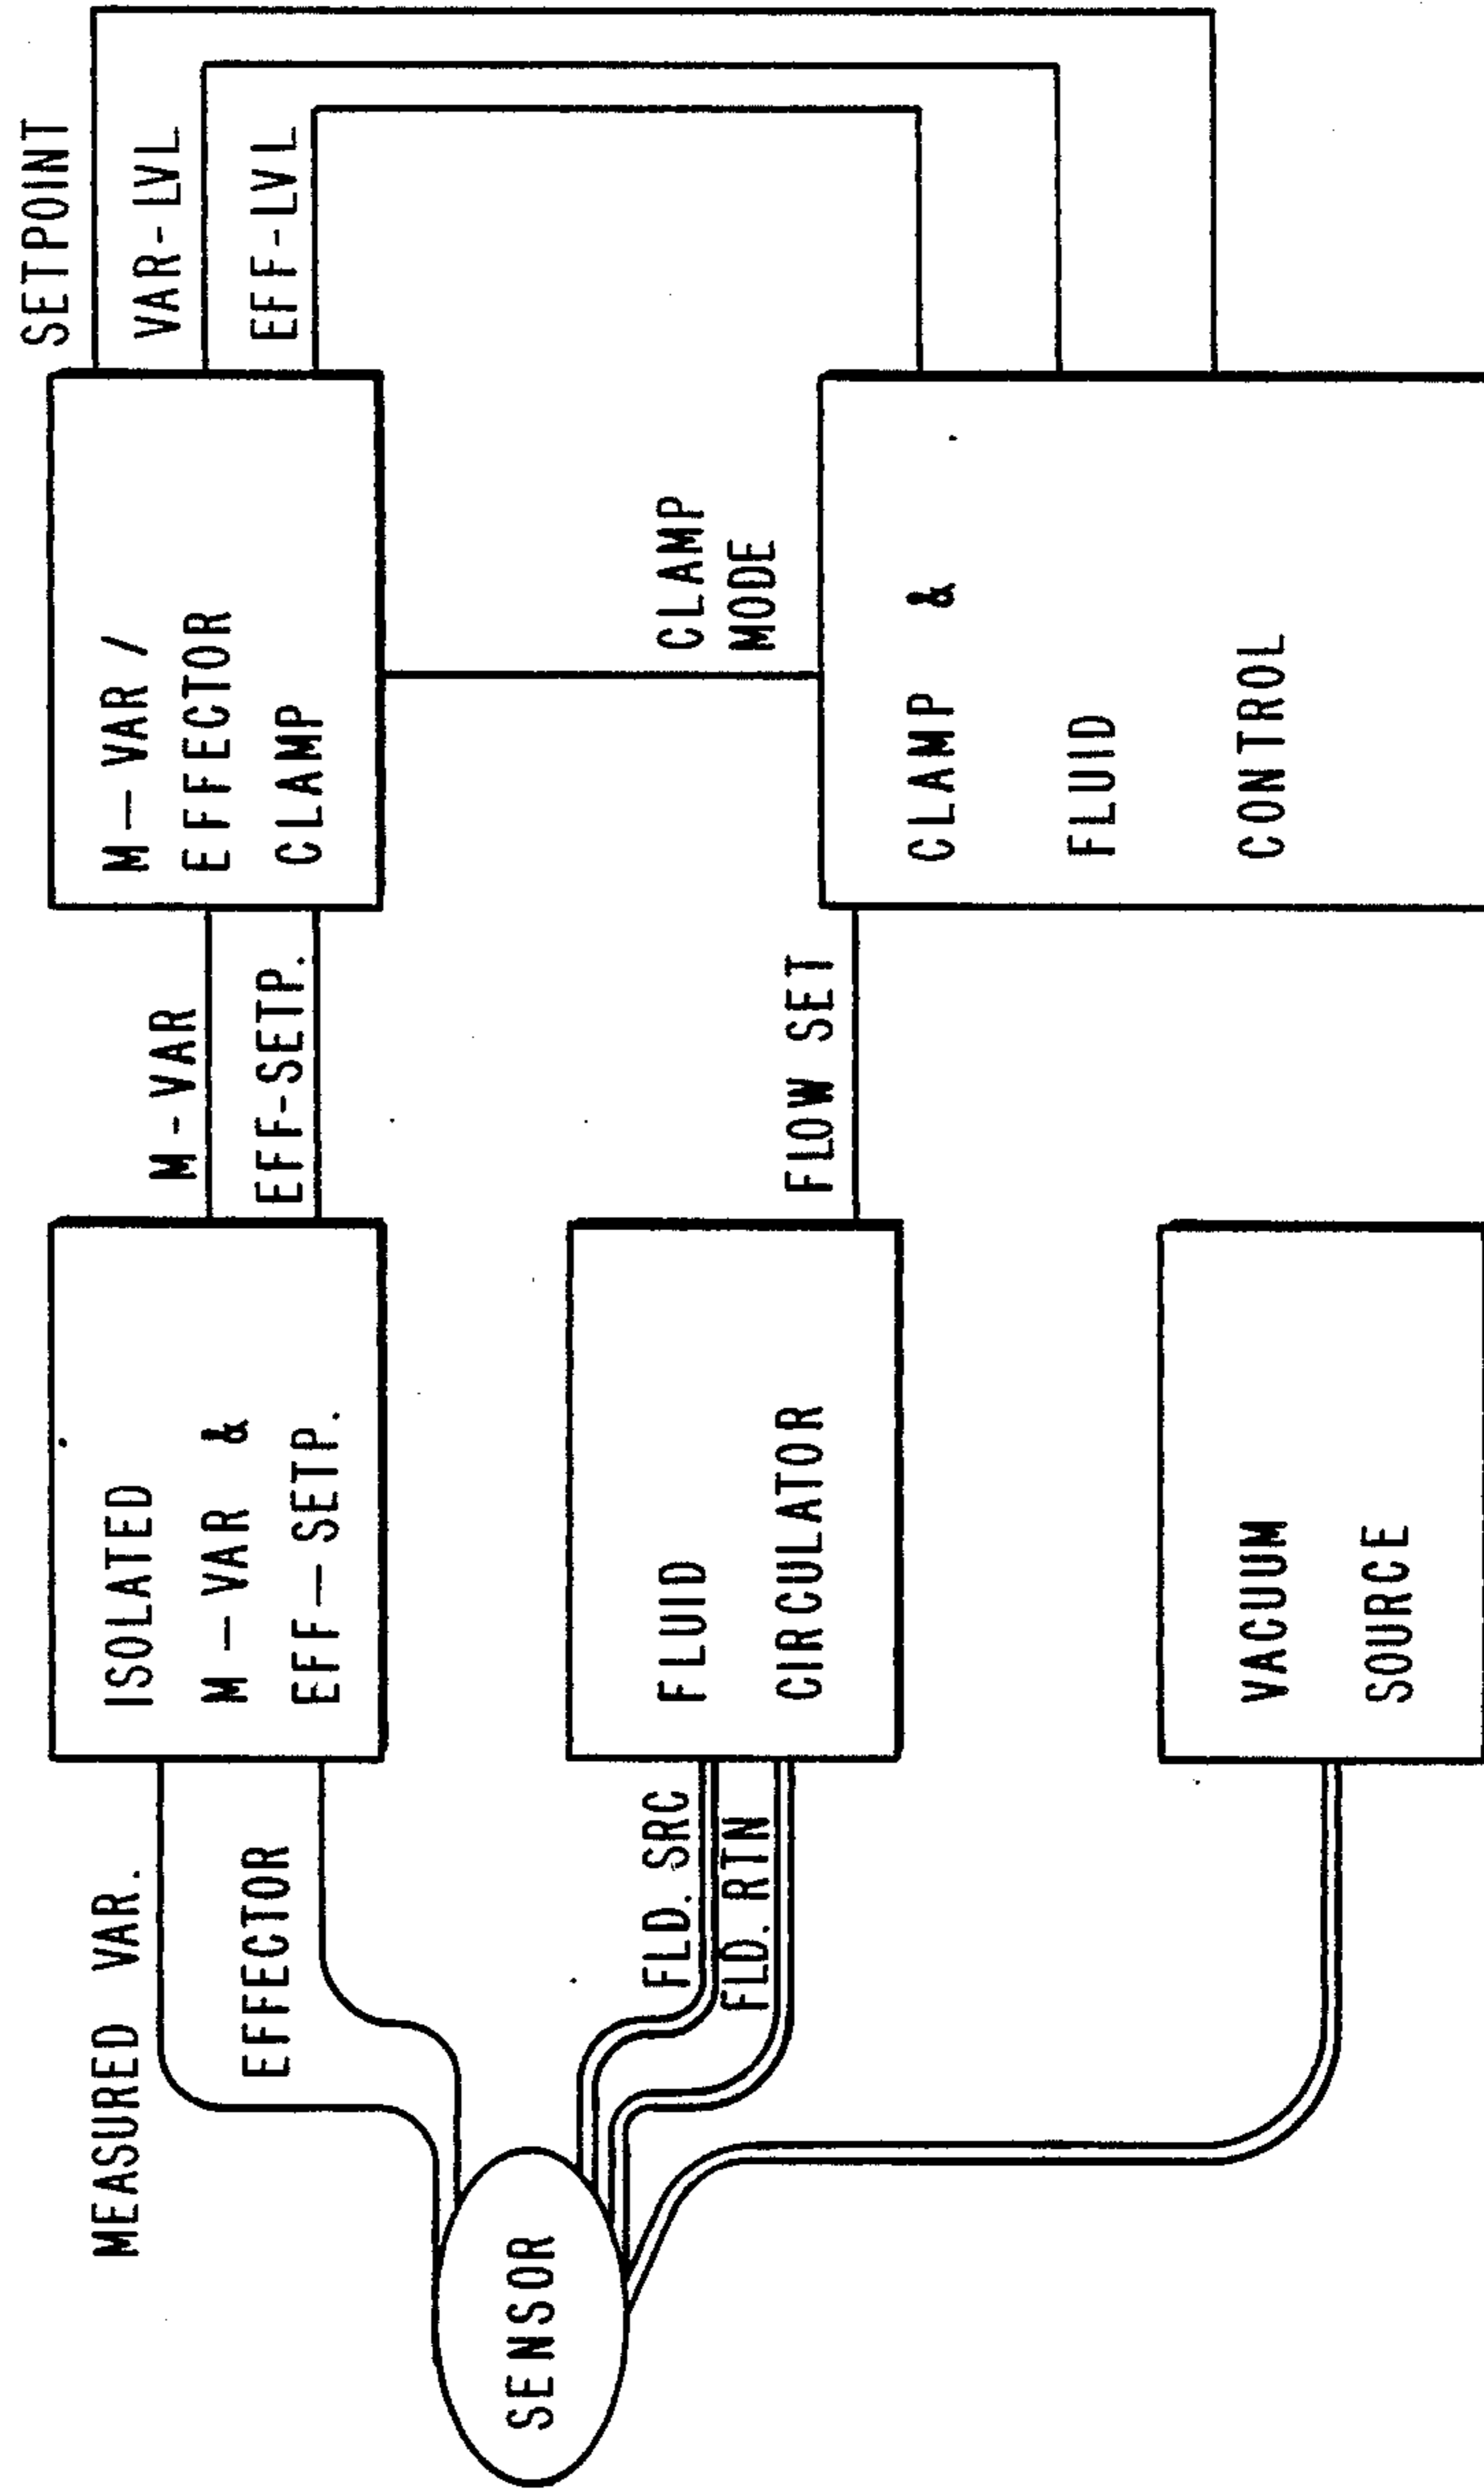 SETPOINT
VAR-LVL
EFF-LVL
M-VAR /
EFFECTOR
CLAMP
M-VAR
EFF-SETP.
ISOLATED
M-VAR &
EFF-SETP.
MEASURED VAR.
EFFECTOR
SENSOR
FLD. SRC
FLD. RTN
FLUID
CIRCULATOR
FLOW SET
CLAMP
MODE
CLAMP &
FLUID
CONTROL
VACUUM
SOURCE